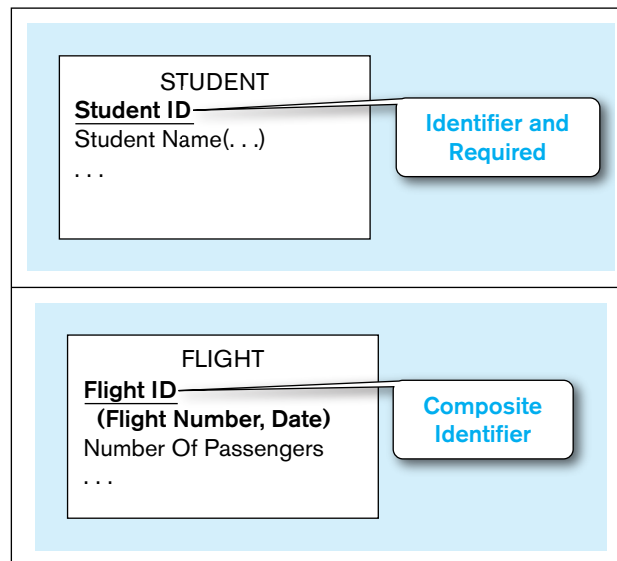 STUDENT
Student ID
Student Name(. . .)
. . .
Identifier and
Required
FLIGHT
Flight ID
(Flight Number, Date)
Number Of Passengers
. . .
Composite
Identifier